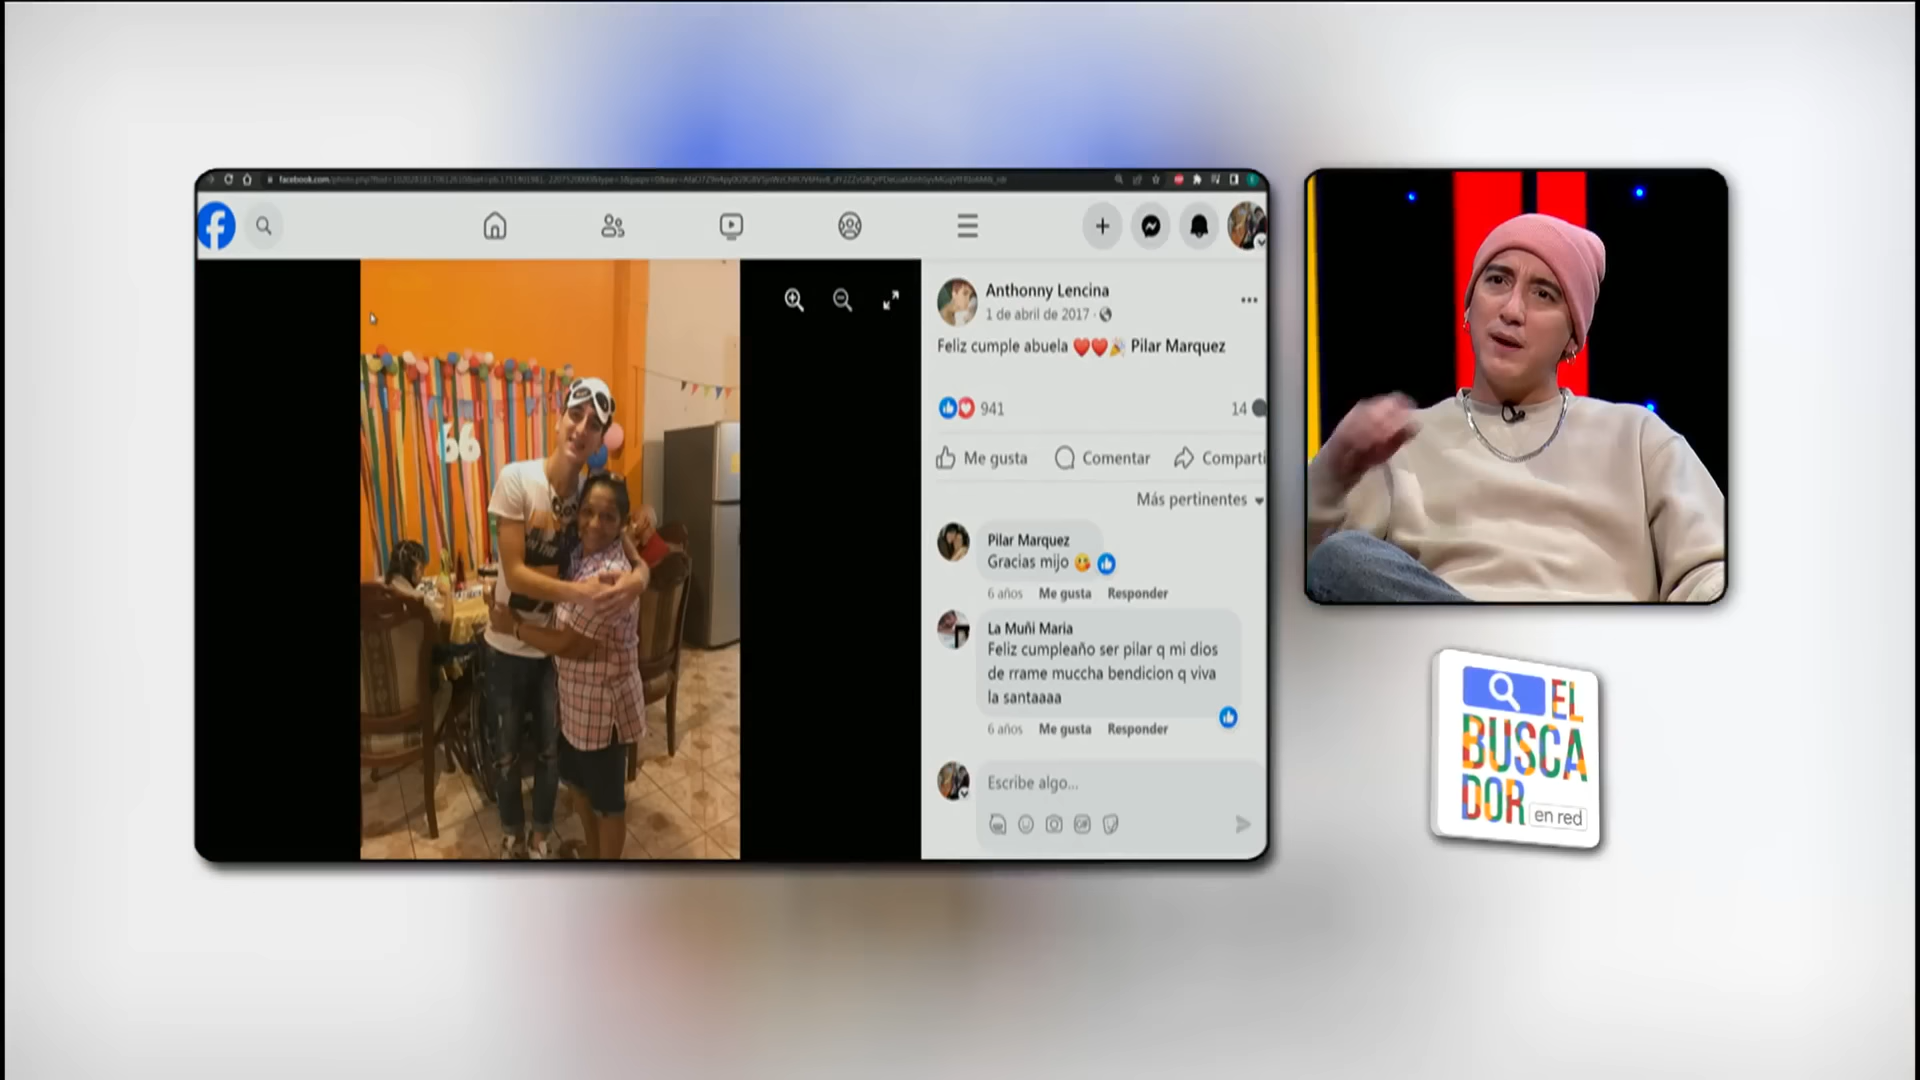 facebook.com
Anthonny Lencina
1 de abril de 2017
Feliz cumple abuela ❤❤🎉 Pilar Marquez
941
14
Me gusta
Comentar
Comparti
Más pertinentes
Pilar Marquez
Gracias mijo 😘
6 años Me gusta Responder
La Muñi Maria
Feliz cumpleaño ser pilar q mi dios
de rrame muccha bendicion q viva
la santaaaa
6 años Me gusta Responder
Escribe algo...
GIF
66
EL
BUSCA
DOR
en red